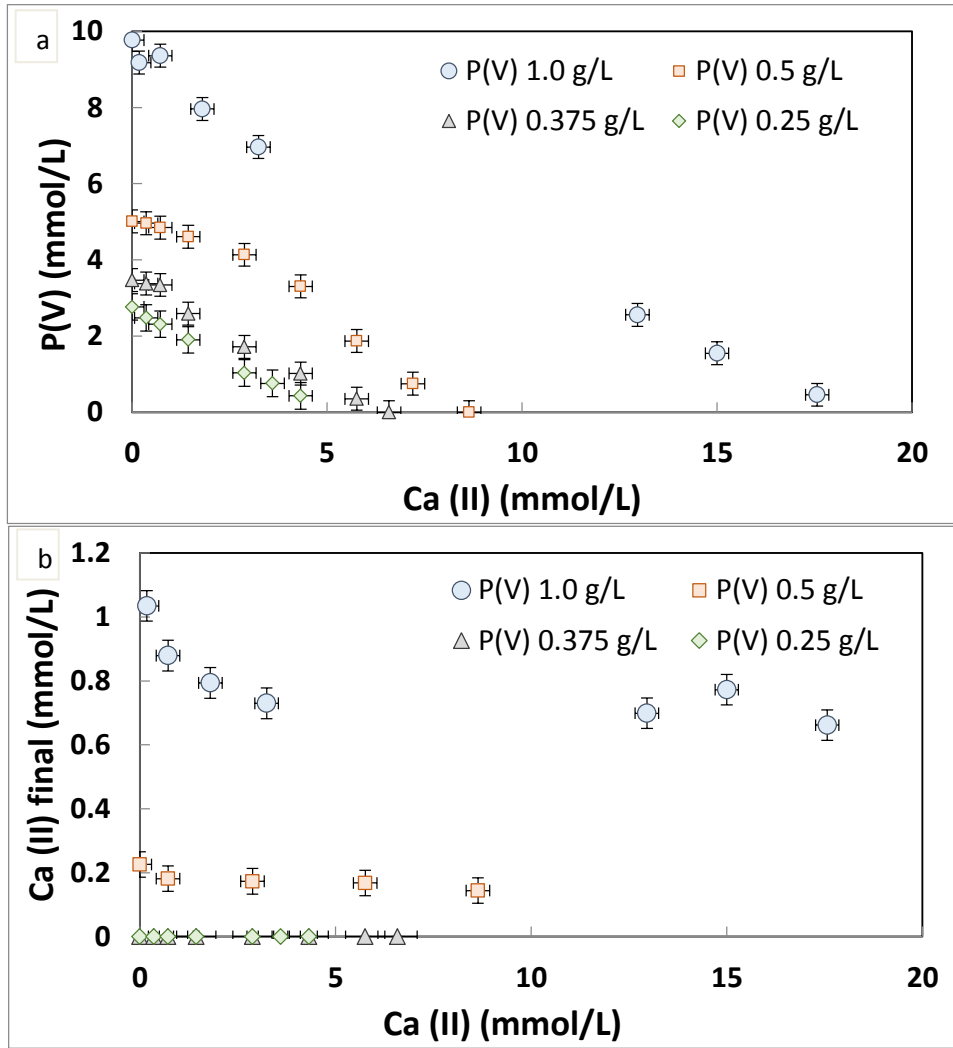 a
10
8
6
4
2
0
P(V) (mmol/L)
P(V) 1.0 g/L P(V) 0.5 g/L
P(V) 0.375 g/L P(V) 0.25 g/L
0 5 10 15 20
Ca (II) (mmol/L)
b
1.2
1
0.8
0.6
0.4
0.2
0
Ca (II) final (mmol/L)
P(V) 1.0 g/L P(V) 0.5 g/L
P(V) 0.375 g/L P(V) 0.25 g/L
0 5 10 15 20
Ca (II) (mmol/L)